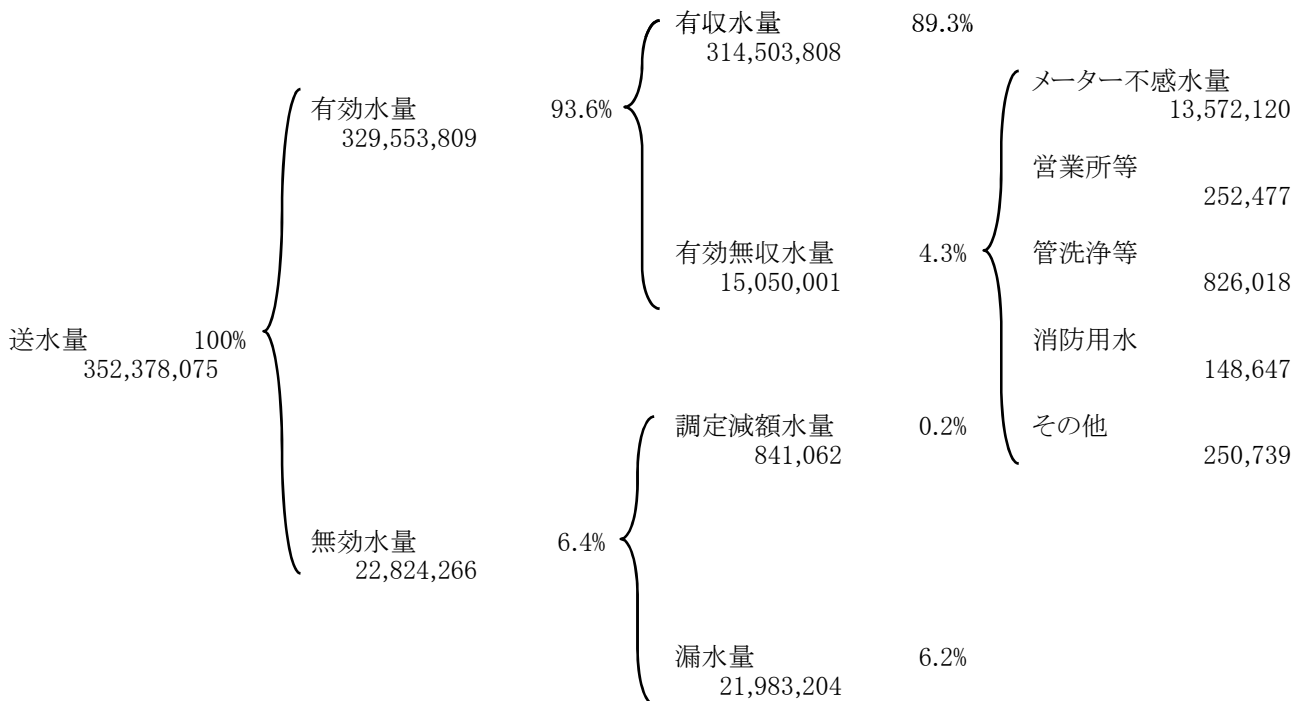 送水量 100%
352,378,075
有効水量 93.6%
329,553,809
無効水量 6.4%
22,824,266
有収水量 89.3%
314,503,808
有効無収水量 4.3%
15,050,001
調定減額水量 0.2%
841,062
漏水量 6.2%
21,983,204
メーター不感水量
13,572,120
営業所等
252,477
管洗浄等
826,018
消防用水
148,647
その他
250,739